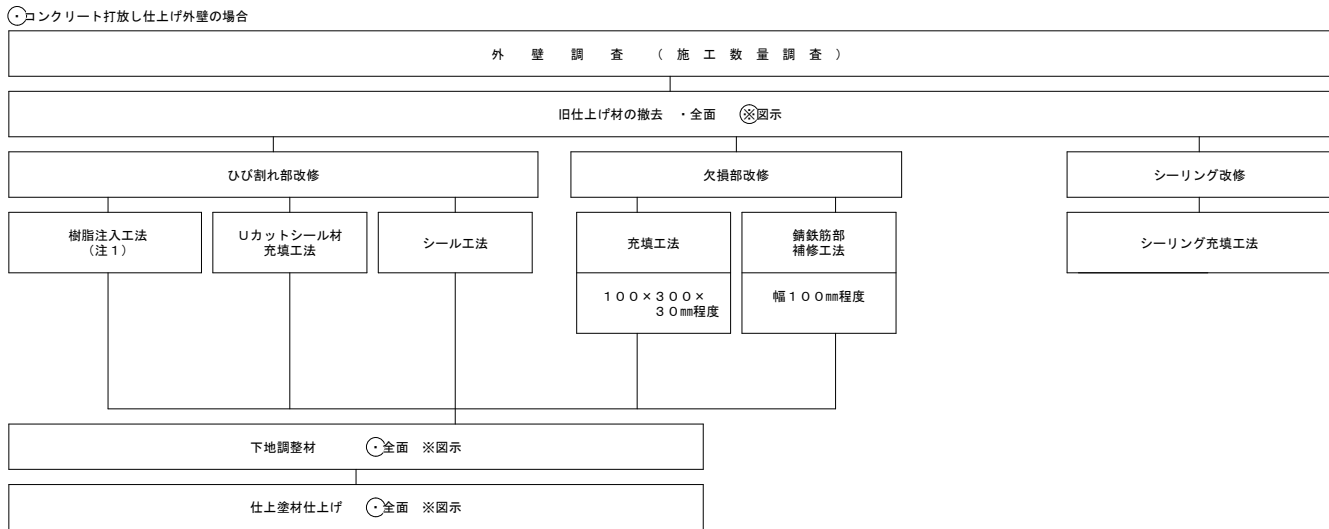 ・コンクリート打放し仕上げ外壁の場合
外壁調査（施工数量調査）
旧仕上げ材の撤去　・全面　※図示
ひび割れ部改修
欠損部改修
シーリング改修
樹脂注入工法
（注１）
Ｕカットシール材
充填工法
シール工法
充填工法
錆鉄筋部
補修工法
シーリング充填工法
１００×３００×
３０㎜程度
幅１００㎜程度
下地調整材　・全面　※図示
仕上塗材仕上げ　・全面　※図示